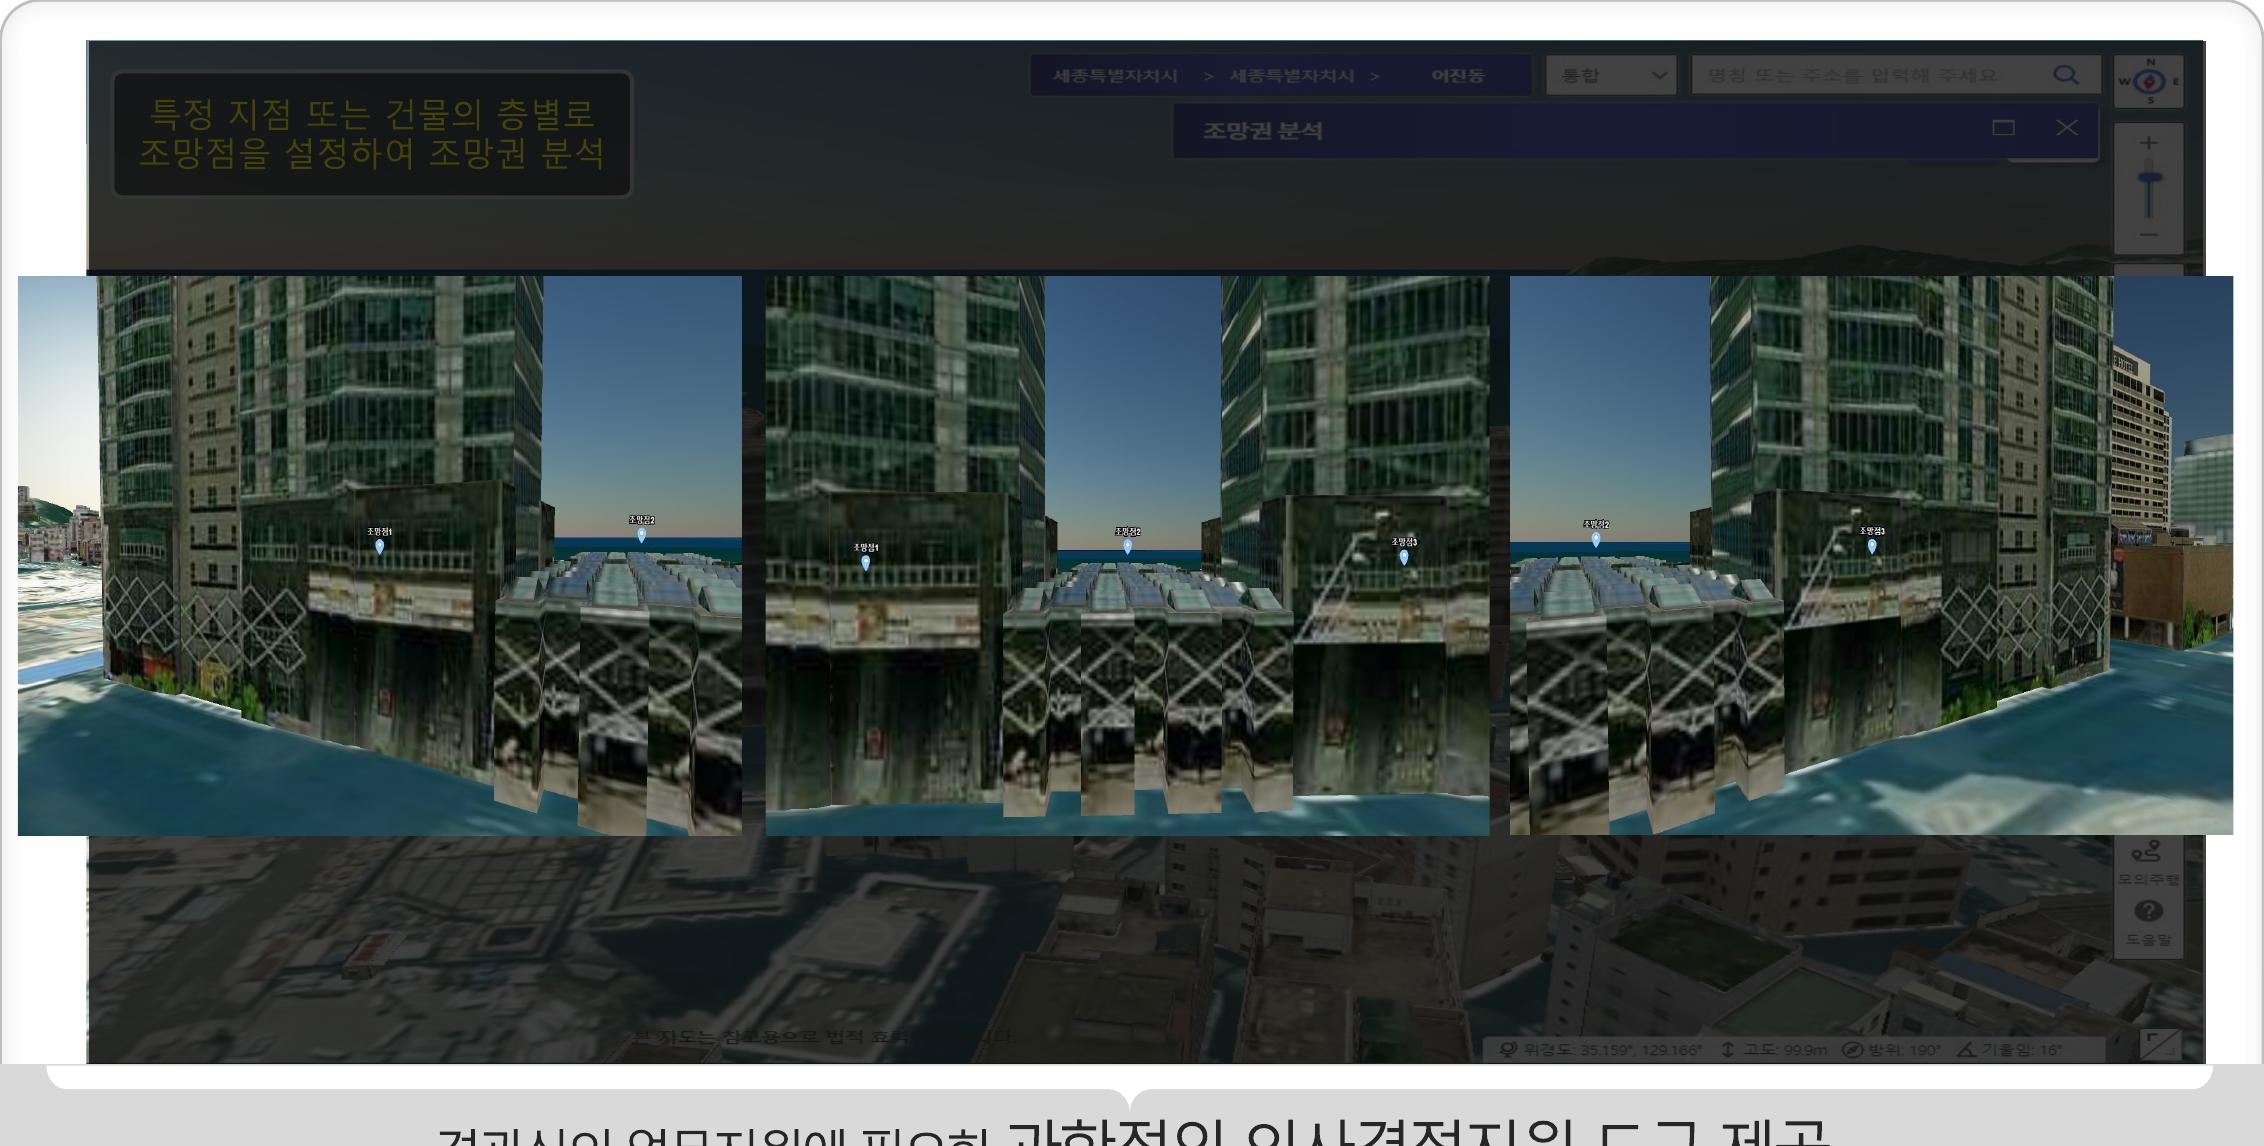 특정 지점 또는 건물의 층별로
조망점을 설정하여 조망권 분석
세종특별자치시 > 세종특별자치시 > 어진동
통합
명칭 또는 주소를 입력해 주세요
N
W E
S
조망권 분석
조망점1
조망점2
조망점1
조망점2
조망점3
조망점2
조망점3
모의주행
도움말
본 지도는 참고용으로 법적 효력
위경도: 35.159°, 129.166° 고도: 99.9m 방위: 190° 기울임: 16°
과학적인 의사결정지원 도구 제공